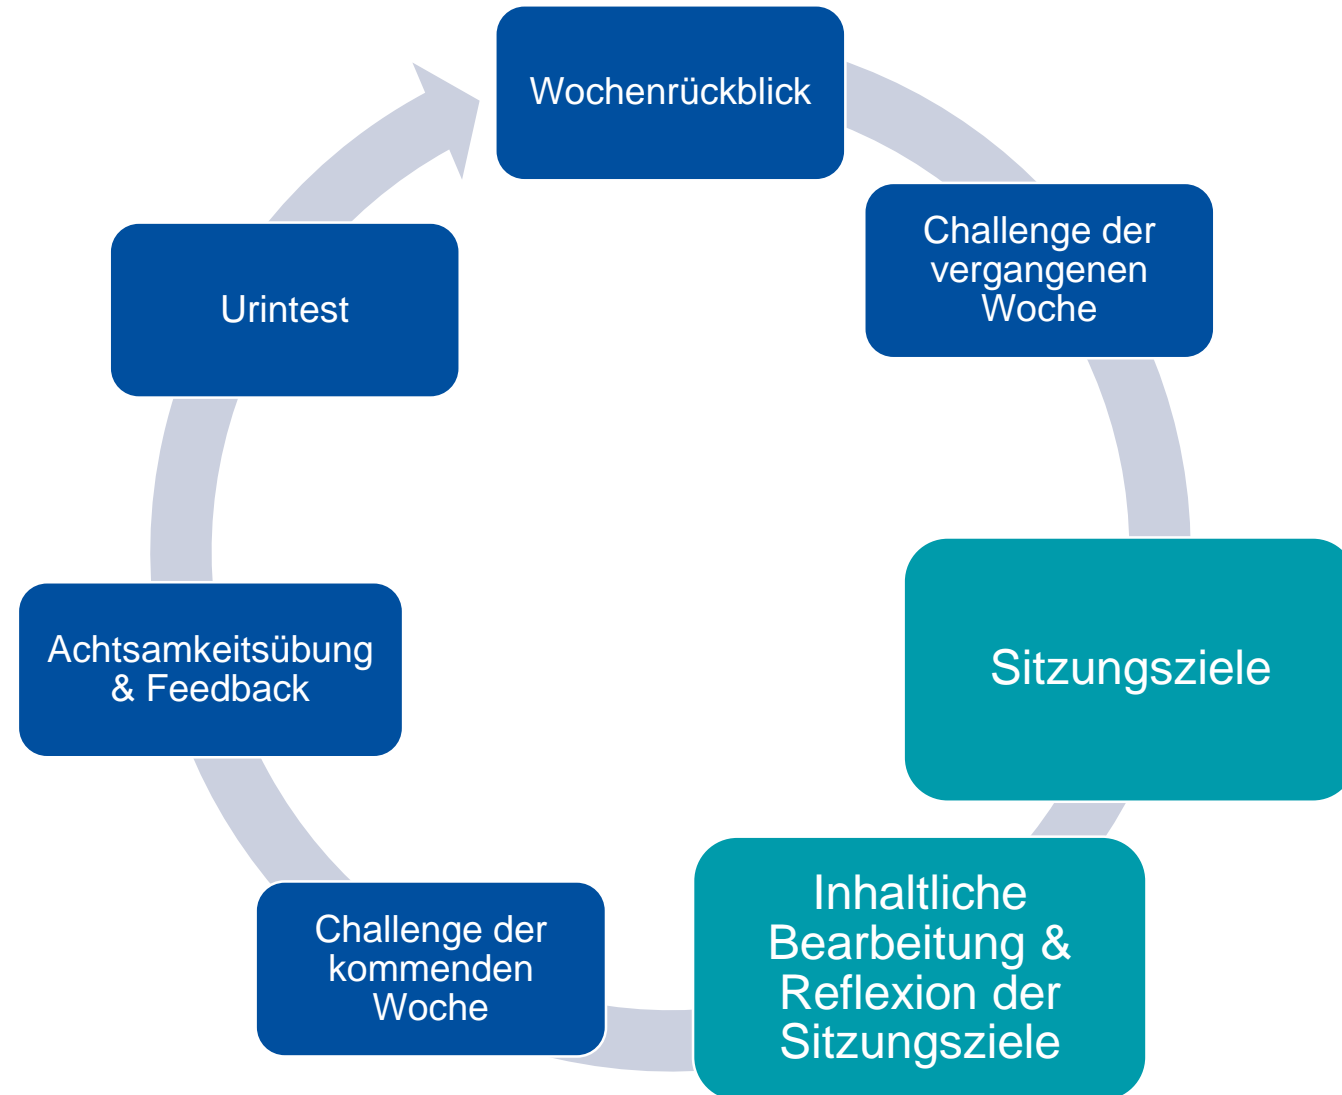 Wochenrückblick
Challenge der
vergangenen
Woche
Sitzungsziele
Inhaltliche
Bearbeitung &
Reflexion der
Sitzungsziele
Challenge der
kommenden
Woche
Achtsamkeitsübung
& Feedback
Urintest